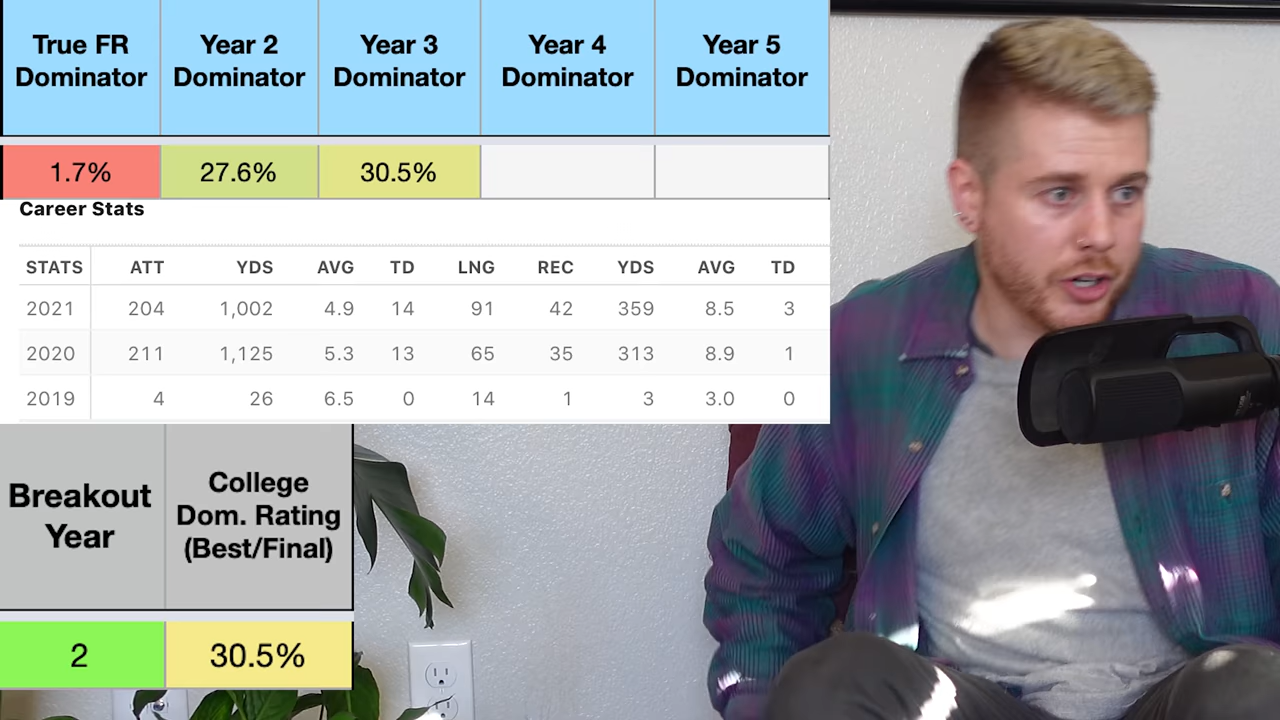 True FR Dominator
Year 2 Dominator
Year 3 Dominator
Year 4 Dominator
Year 5 Dominator
1.7% 27.6% 30.5%
Career Stats
STATS ATT YDS AVG TD LNG REC YDS AVG TD
2021 204 1,002 4.9 14 91 42 359 8.5 3
2020 211 1,125 5.3 13 65 35 313 8.9 1
2019 4 26 6.5 0 14 1 3 3.0 0
Breakout Year
College Dom. Rating (Best/Final)
2 30.5%